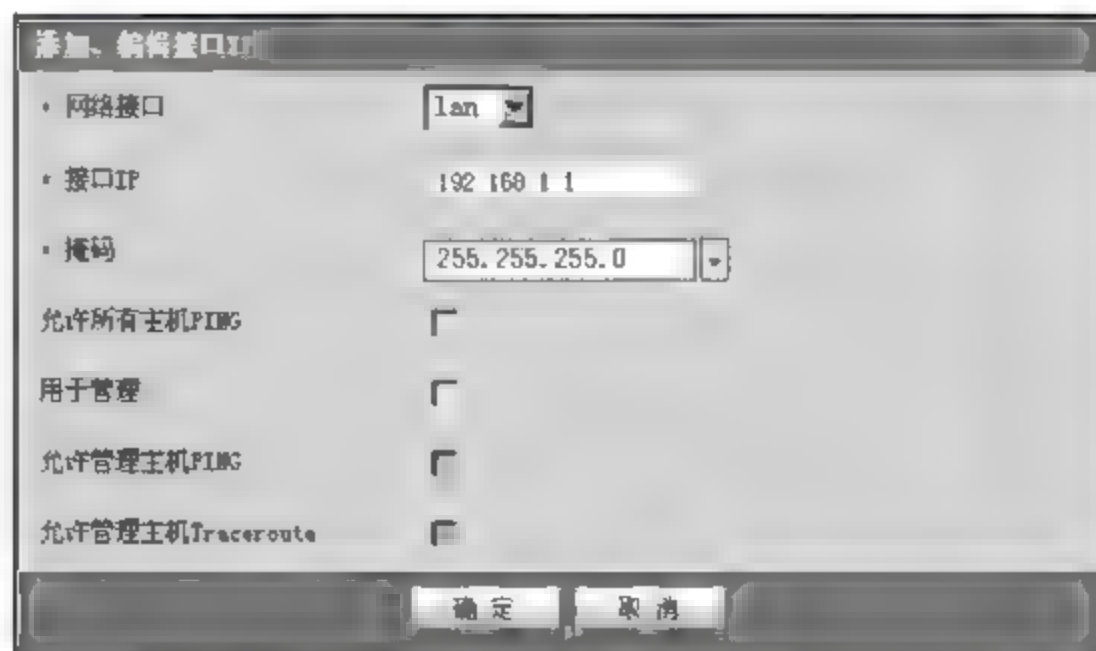 添加、编辑接口IP
* 网络接口 lan
* 接口IP 192.168.1.1
* 掩码 255.255.255.0
允许所有主机PING
用于管理
允许管理主机PING
允许管理主机Traceroute
确定 取消